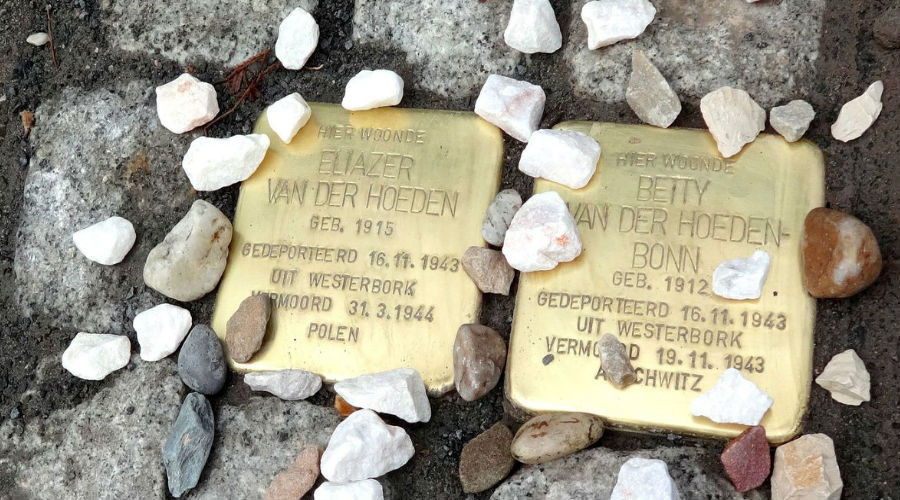 HIER WOONDE
ELIAZER
VAN DER HOEDEN
GEB. 1915
GEDEPORTEERD 16.11.1943
UIT WESTERBORK
VERMOORD 31.3.1944
POLEN
HIER WOONDE
BETTY
VAN DER HOEDEN-
BONN
GEB. 1912
GEDEPORTEERD 16.11.1943
UIT WESTERBORK
VERMOORD 19.11.1943
AUSCHWITZ